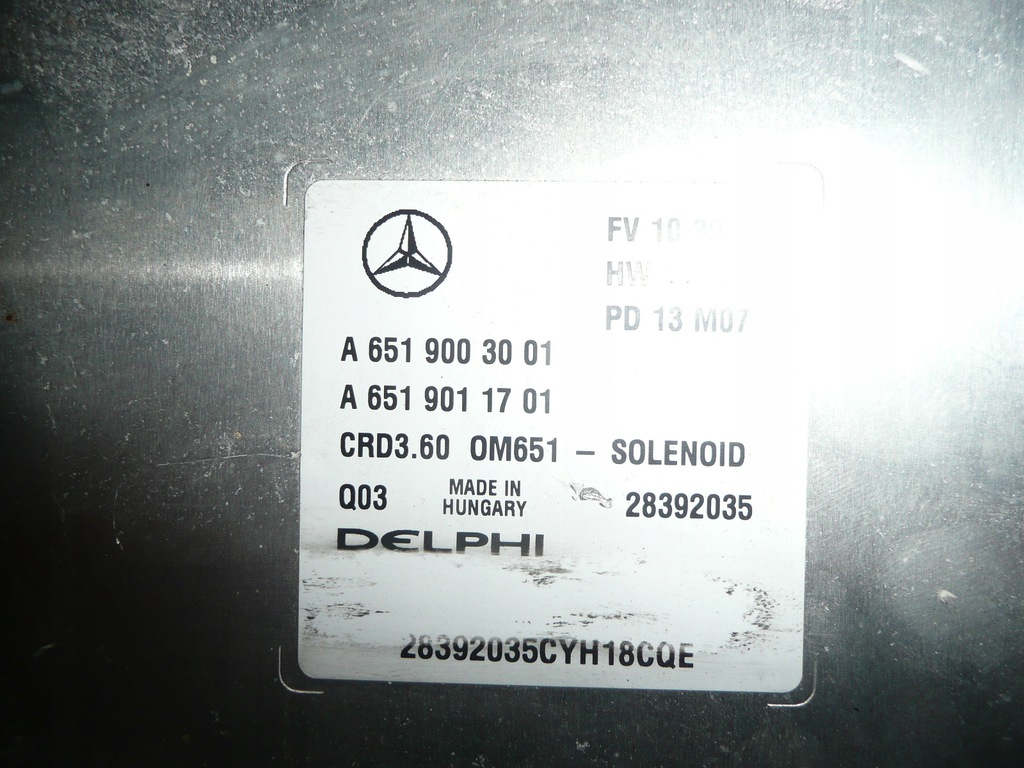 FV 10
HW
PD 13 M07
A 651 900 30 01
A 651 901 17 01
CRD3.60 OM651 – SOLENOID
Q03 MADE IN HUNGARY 28392035
DELPHI
28392035CYH18CQE